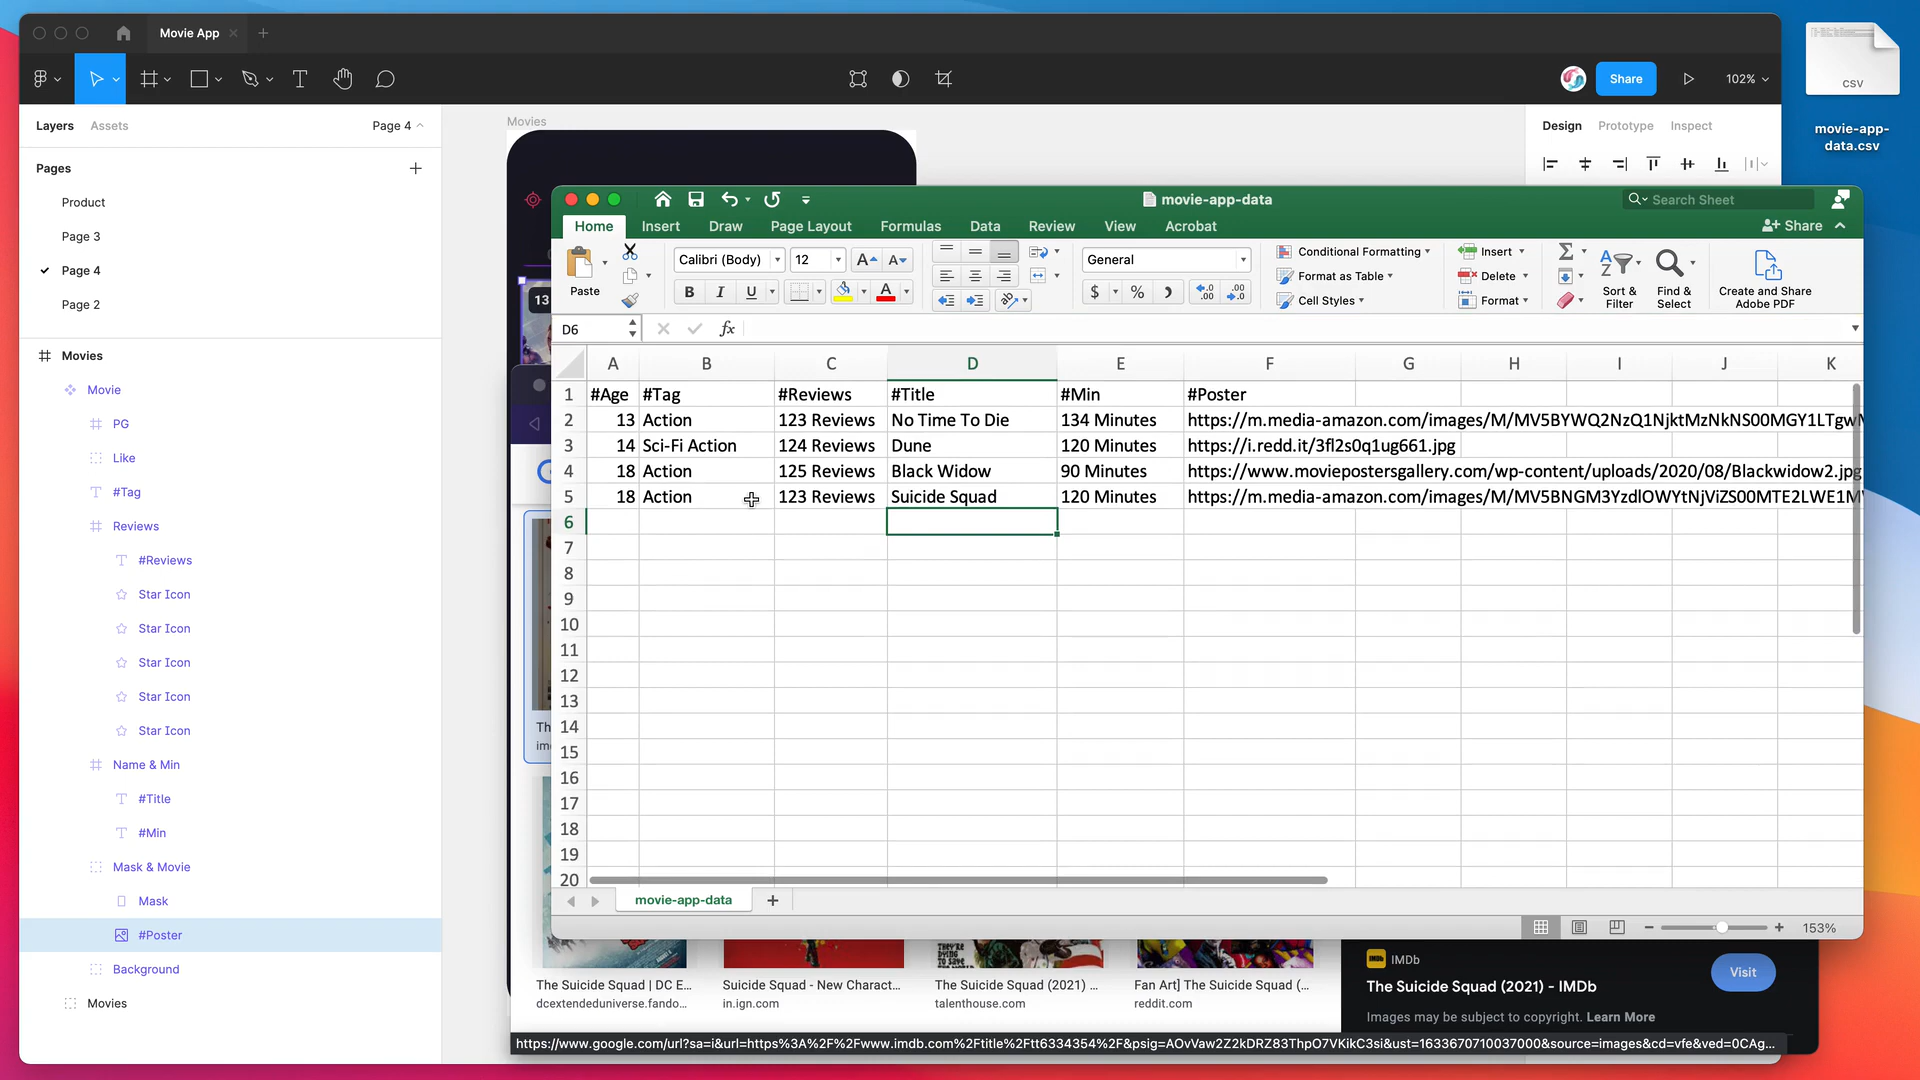 Movie App
Share
102%
Layers
Assets
Page 4
Pages
Product
Page 3
Page 4
Page 2
Movies
Movie
PG
Like
#Tag
Reviews
#Reviews
Star Icon
Star Icon
Star Icon
Star Icon
Star Icon
Name & Min
#Title
#Min
Mask & Movie
Mask
#Poster
Background
Movies
Movies
13
Design
Prototype
Inspect
csv
movie-app-
data.csv
movie-app-data
Search Sheet
Home
Insert
Draw
Page Layout
Formulas
Data
Review
View
Acrobat
Share
Paste
Calibri (Body)
12
General
Conditional Formatting
Format as Table
Cell Styles
Insert
Delete
Format
Sort &
Filter
Find &
Select
Create and Share
Adobe PDF
D6
fx
A B C D E F G H I J K
1 #Age #Tag #Reviews #Title #Min #Poster
2 13 Action 123 Reviews No Time To Die 134 Minutes https://m.media-amazon.com/images/M/MV5BYWQ2NzQ1NjktMzNkNS00MGY1LTgwM
3 14 Sci-Fi Action 124 Reviews Dune 120 Minutes https://i.redd.it/3fl2s0q1ug661.jpg
4 18 Action 125 Reviews Black Widow 90 Minutes https://www.moviepostersgallery.com/wp-content/uploads/2020/08/Blackwidow2.jpg
5 18 Action 123 Reviews Suicide Squad 120 Minutes https://m.media-amazon.com/images/M/MV5BNGM3YzdlOWYtNjViZS00MTE2LWE1M
6
7
8
9
10
11
12
13
14
15
16
17
18
19
20
movie-app-data
153%
The Suicide Squad | DC E...
dcextendeduniverse.fando...
Suicide Squad - New Charact...
in.ign.com
The Suicide Squad (2021) ...
talenthouse.com
Fan Art] The Suicide Squad (...
reddit.com
IMDb
The Suicide Squad (2021) - IMDb
Visit
Images may be subject to copyright. Learn More
https://www.google.com/url?sa=i&url=https%3A%2F%2Fwww.imdb.com%2Ftitle%2Ftt6334354%2F&psig=AOvVaw2Z2kDRZ83ThpO7VKikC3si&ust=1633670710037000&source=images&cd=vfe&ved=0CAg...